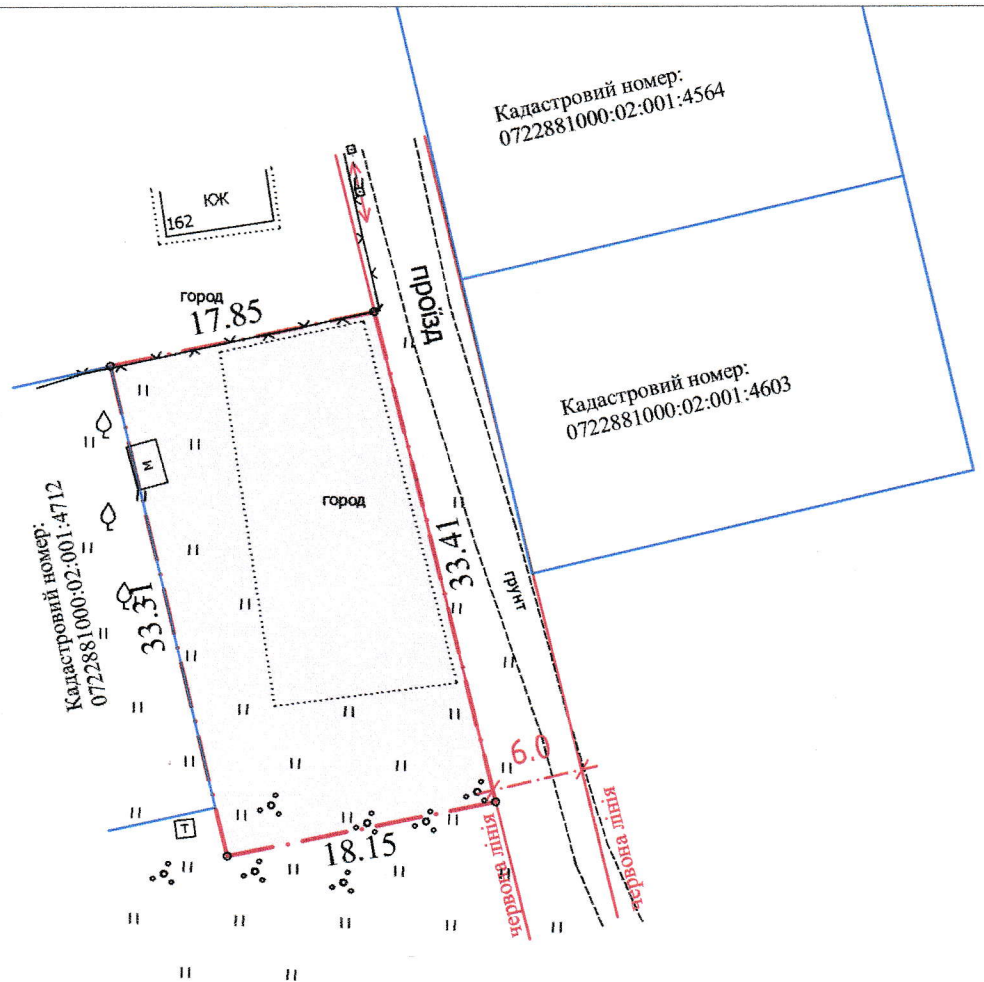 Кадастровий номер:
0722881000:02:001:4564
КЖ
162
город
17.85
проїзд
Кадастровий номер:
0722881000:02:001:4603
м
город
Кадастровий номер:
0722881000:02:001:4712
33.31
33.41
грунт
6.0
Т
18.15
червона лінія
червона лінія